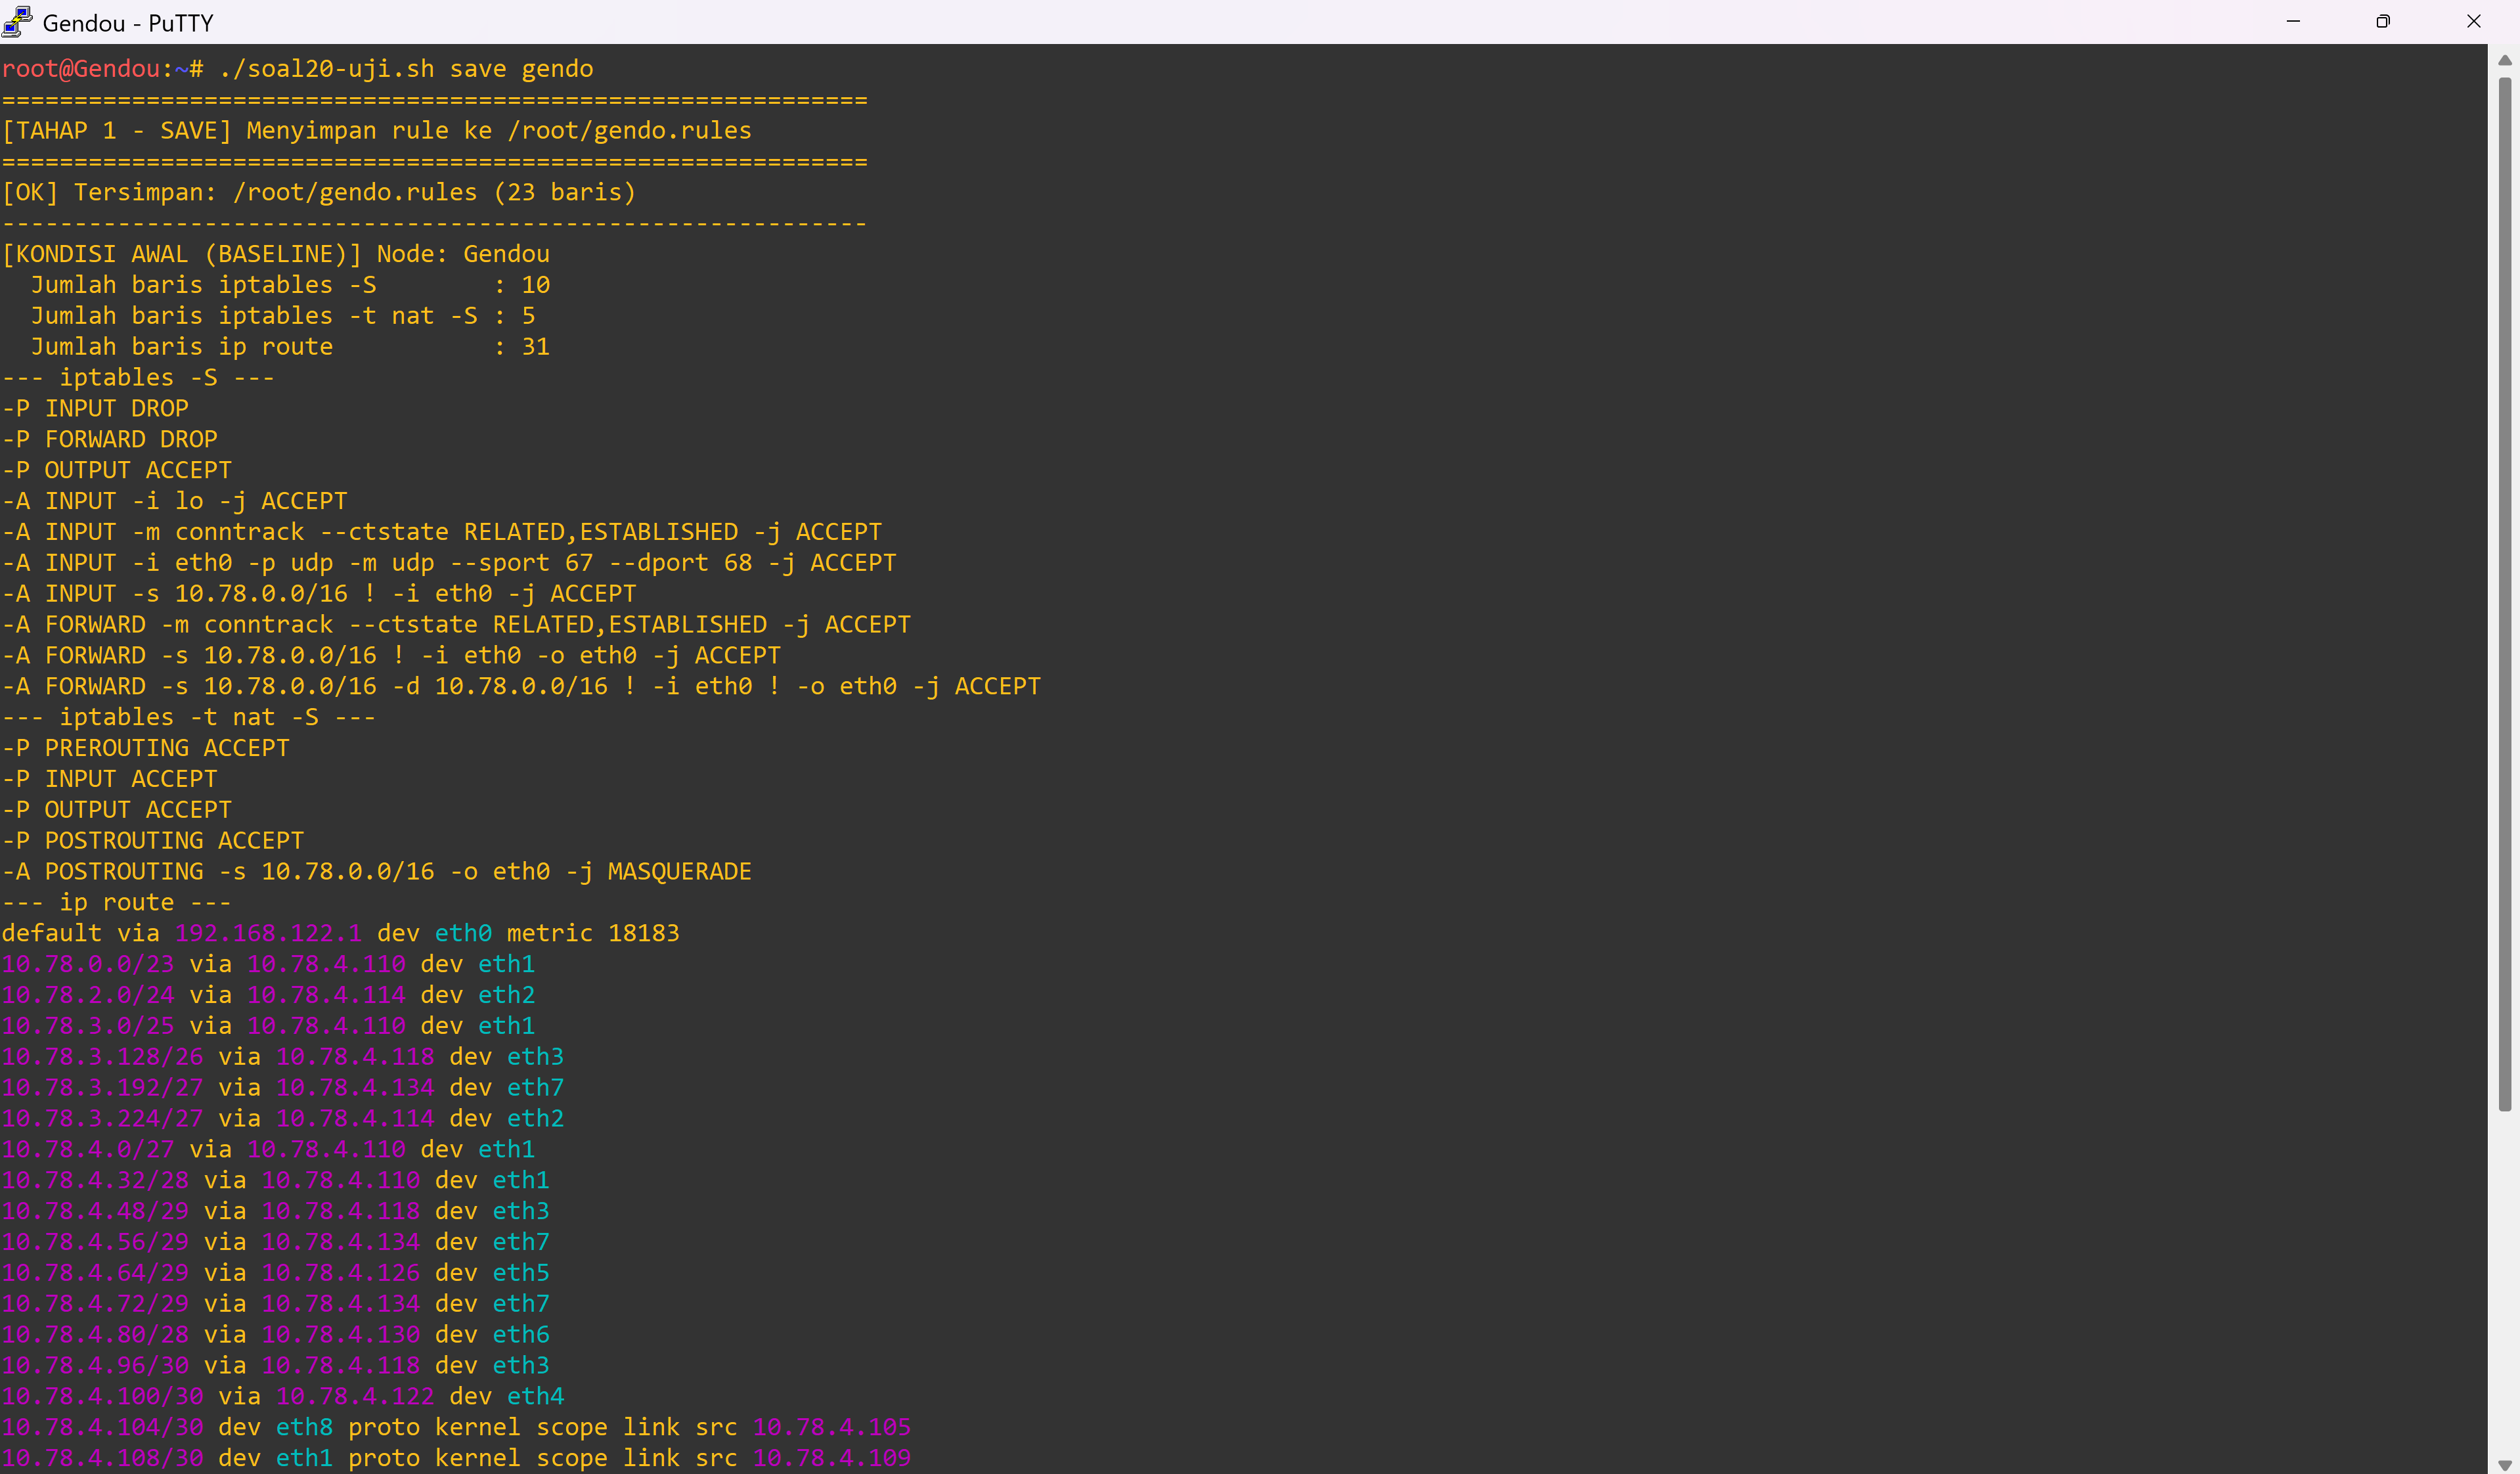 Gendou - PuTTY
root@Gendou:~# ./soal20-uji.sh save gendo
============================================================
[TAHAP 1 - SAVE] Menyimpan rule ke /root/gendo.rules
============================================================
[OK] Tersimpan: /root/gendo.rules (23 baris)
------------------------------------------------------------
[KONDISI AWAL (BASELINE)] Node: Gendou
  Jumlah baris iptables -S        : 10
  Jumlah baris iptables -t nat -S : 5
  Jumlah baris ip route           : 31
--- iptables -S ---
-P INPUT DROP
-P FORWARD DROP
-P OUTPUT ACCEPT
-A INPUT -i lo -j ACCEPT
-A INPUT -m conntrack --ctstate RELATED,ESTABLISHED -j ACCEPT
-A INPUT -i eth0 -p udp -m udp --sport 67 --dport 68 -j ACCEPT
-A INPUT -s 10.78.0.0/16 ! -i eth0 -j ACCEPT
-A FORWARD -m conntrack --ctstate RELATED,ESTABLISHED -j ACCEPT
-A FORWARD -s 10.78.0.0/16 ! -i eth0 -o eth0 -j ACCEPT
-A FORWARD -s 10.78.0.0/16 -d 10.78.0.0/16 ! -i eth0 ! -o eth0 -j ACCEPT
--- iptables -t nat -S ---
-P PREROUTING ACCEPT
-P INPUT ACCEPT
-P OUTPUT ACCEPT
-P POSTROUTING ACCEPT
-A POSTROUTING -s 10.78.0.0/16 -o eth0 -j MASQUERADE
--- ip route ---
default via 192.168.122.1 dev eth0 metric 18183
10.78.0.0/23 via 10.78.4.110 dev eth1
10.78.2.0/24 via 10.78.4.114 dev eth2
10.78.3.0/25 via 10.78.4.110 dev eth1
10.78.3.128/26 via 10.78.4.118 dev eth3
10.78.3.192/27 via 10.78.4.134 dev eth7
10.78.3.224/27 via 10.78.4.114 dev eth2
10.78.4.0/27 via 10.78.4.110 dev eth1
10.78.4.32/28 via 10.78.4.110 dev eth1
10.78.4.48/29 via 10.78.4.118 dev eth3
10.78.4.56/29 via 10.78.4.134 dev eth7
10.78.4.64/29 via 10.78.4.126 dev eth5
10.78.4.72/29 via 10.78.4.134 dev eth7
10.78.4.80/28 via 10.78.4.130 dev eth6
10.78.4.96/30 via 10.78.4.118 dev eth3
10.78.4.100/30 via 10.78.4.122 dev eth4
10.78.4.104/30 dev eth8 proto kernel scope link src 10.78.4.105
10.78.4.108/30 dev eth1 proto kernel scope link src 10.78.4.109